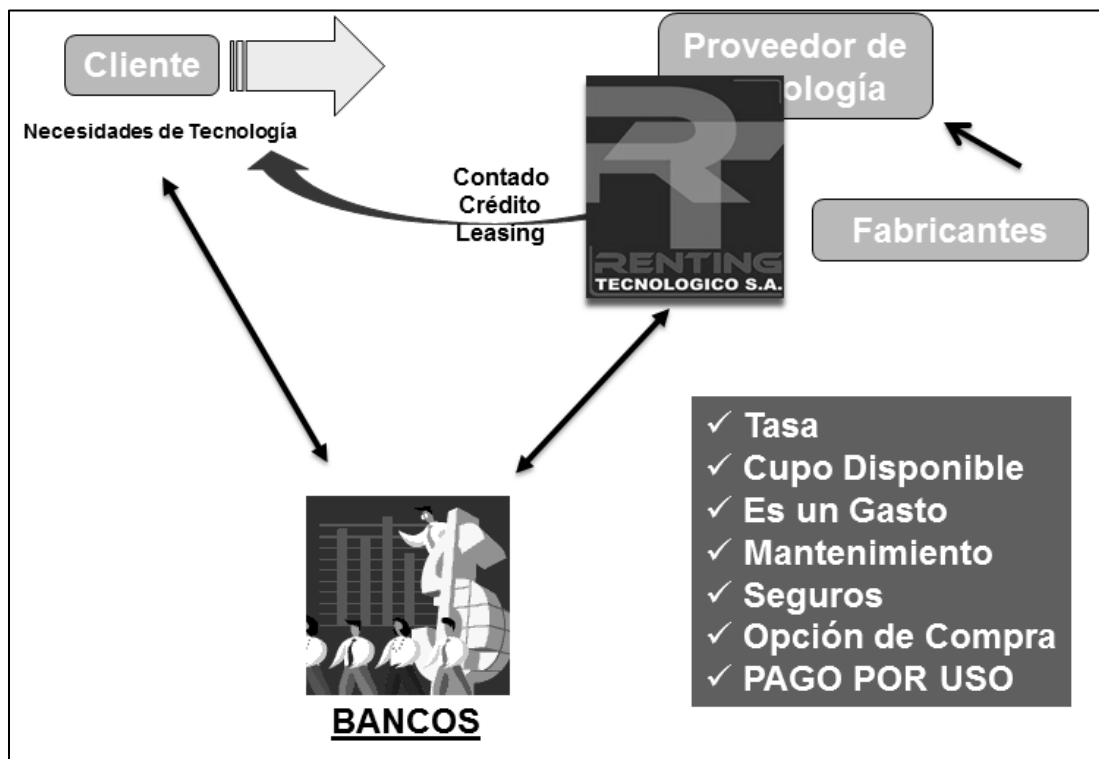 Cliente
Necesidades de Tecnología
Proveedor de
ología
Contado
Crédito
Leasing
RENTING
TECNOLOGICO S.A.
Fabricantes
✓ Tasa
✓ Cupo Disponible
✓ Es un Gasto
✓ Mantenimiento
✓ Seguros
✓ Opción de Compra
✓ PAGO POR USO
BANCOS